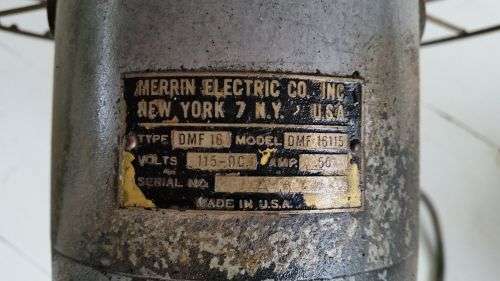 MERRIN ELECTRIC CO. INC
NEW YORK 7 N.Y. U.S.A
TYPE DMF 16 MODEL DMF-16115
VOLTS 115-DC AMP. .50
SERIAL NO.
MADE IN U.S.A.